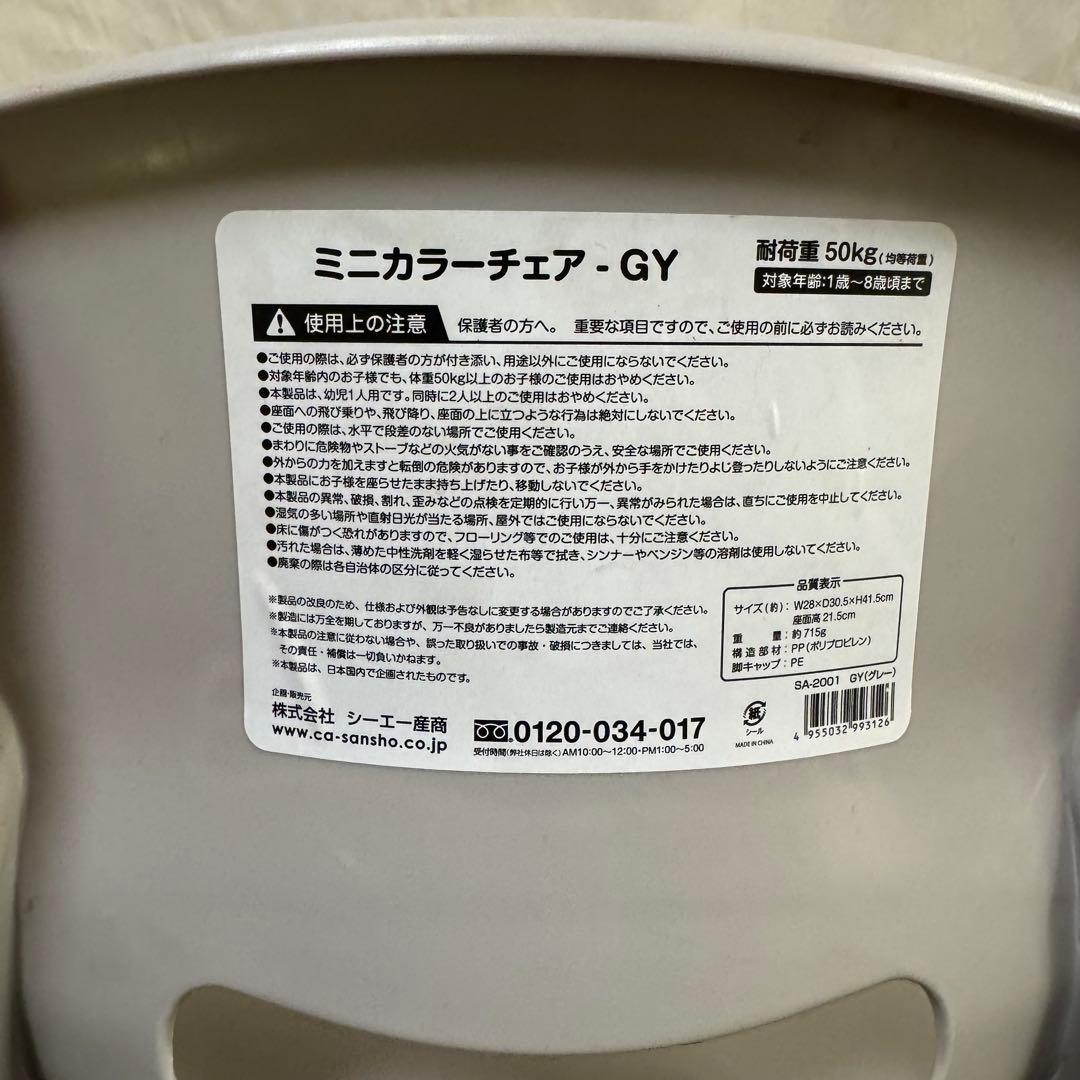 ミニカラーチェア - GY
耐荷重 50kg(均等荷重)
対象年齢:1歳〜8歳頃まで
使用上の注意
保護者の方へ。 重要な項目ですので、ご使用の前に必ずお読みください。
●ご使用の際は、必ず保護者の方が付き添い、用途以外にご使用にならないでください。
●対象年齢内のお子様でも、体重50kg以上のお子様のご使用はおやめください。
●本製品は、幼児1人用です。同時に2人以上のご使用はおやめください。
●座面への飛び乗りや、飛び降り、座面の上に立つような行為は絶対にしないでください。
●ご使用の際は、水平で段差のない場所でご使用ください。
●まわりに危険物やストーブなどの火気がない事をご確認のうえ、安全な場所でご使用ください。
●外からの力を加えますと転倒の危険がありますので、お子様が外から手をかけたりよじ登ったりしないようにご注意ください。
●本製品にお子様を座らせたまま持ち上げたり、移動しないでください。
●本製品の異常、破損、割れ、歪みなどの点検を定期的に行い万一、異常がみられた場合は、直ちにご使用を中止してください。
●湿気の多い場所や直射日光が当たる場所、屋外ではご使用にならないでください。
●床に傷がつく恐れがありますので、フローリング等でのご使用は、十分にご注意ください。
●汚れた場合は、薄めた中性洗剤を軽く湿らせた布等で拭き、シンナーやベンジン等の溶剤は使用しないてください。
●廃棄の際は各自治体の区分に従ってください。
※製品の改良のため、仕様および外観は予告なしに変更する場合がありますのでご了承ください。
※製造には万全を期しておりますが、万一不良がありましたら製造元までご連絡ください。
※本製品の注意に従わない場合や、誤った取り扱いでの事故・破損につきましては、当社では、
その責任・補償は一切負いかねます。
※本製品は、日本国内で企画されたものです。
品質表示
サイズ(約): W28×D30.5×H41.5cm
座面高 21.5cm
重 量: 約 715g
構造部材: PP(ポリプロピレン)
脚キャップ: PE
SA-2001 GY(グレー)
企画・販売元
株式会社 シーエー産商
www.ca-sansho.co.jp
0120-034-017
受付時間(弊社休日は除く) AM10:00〜12:00・PM1:00〜5:00
紙
シール
MADE IN CHINA
4 955032 993126